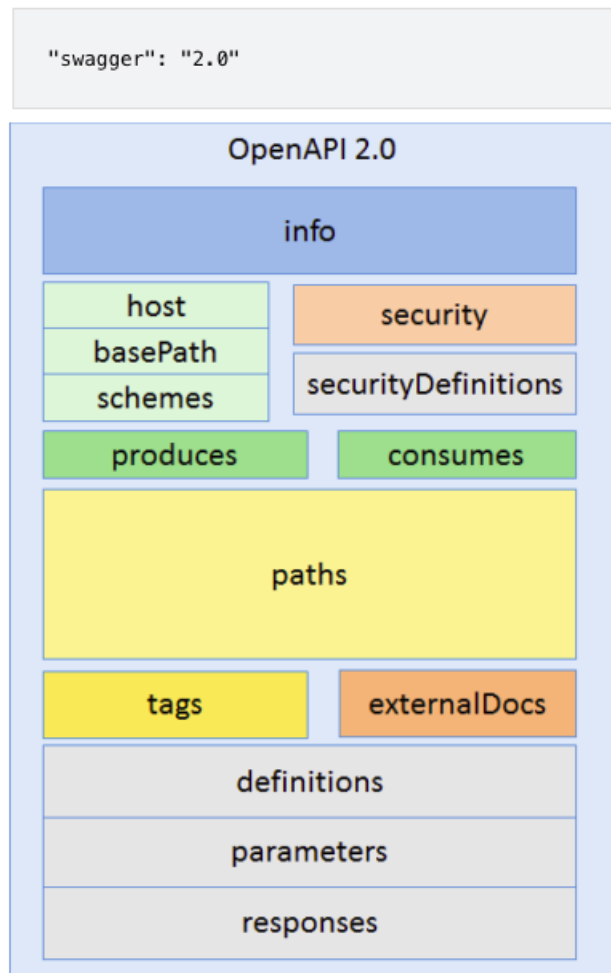 "swagger": "2.0"
OpenAPI 2.0
info
host
security
basePath
securityDefinitions
schemes
produces
consumes
paths
tags
externalDocs
definitions
parameters
responses